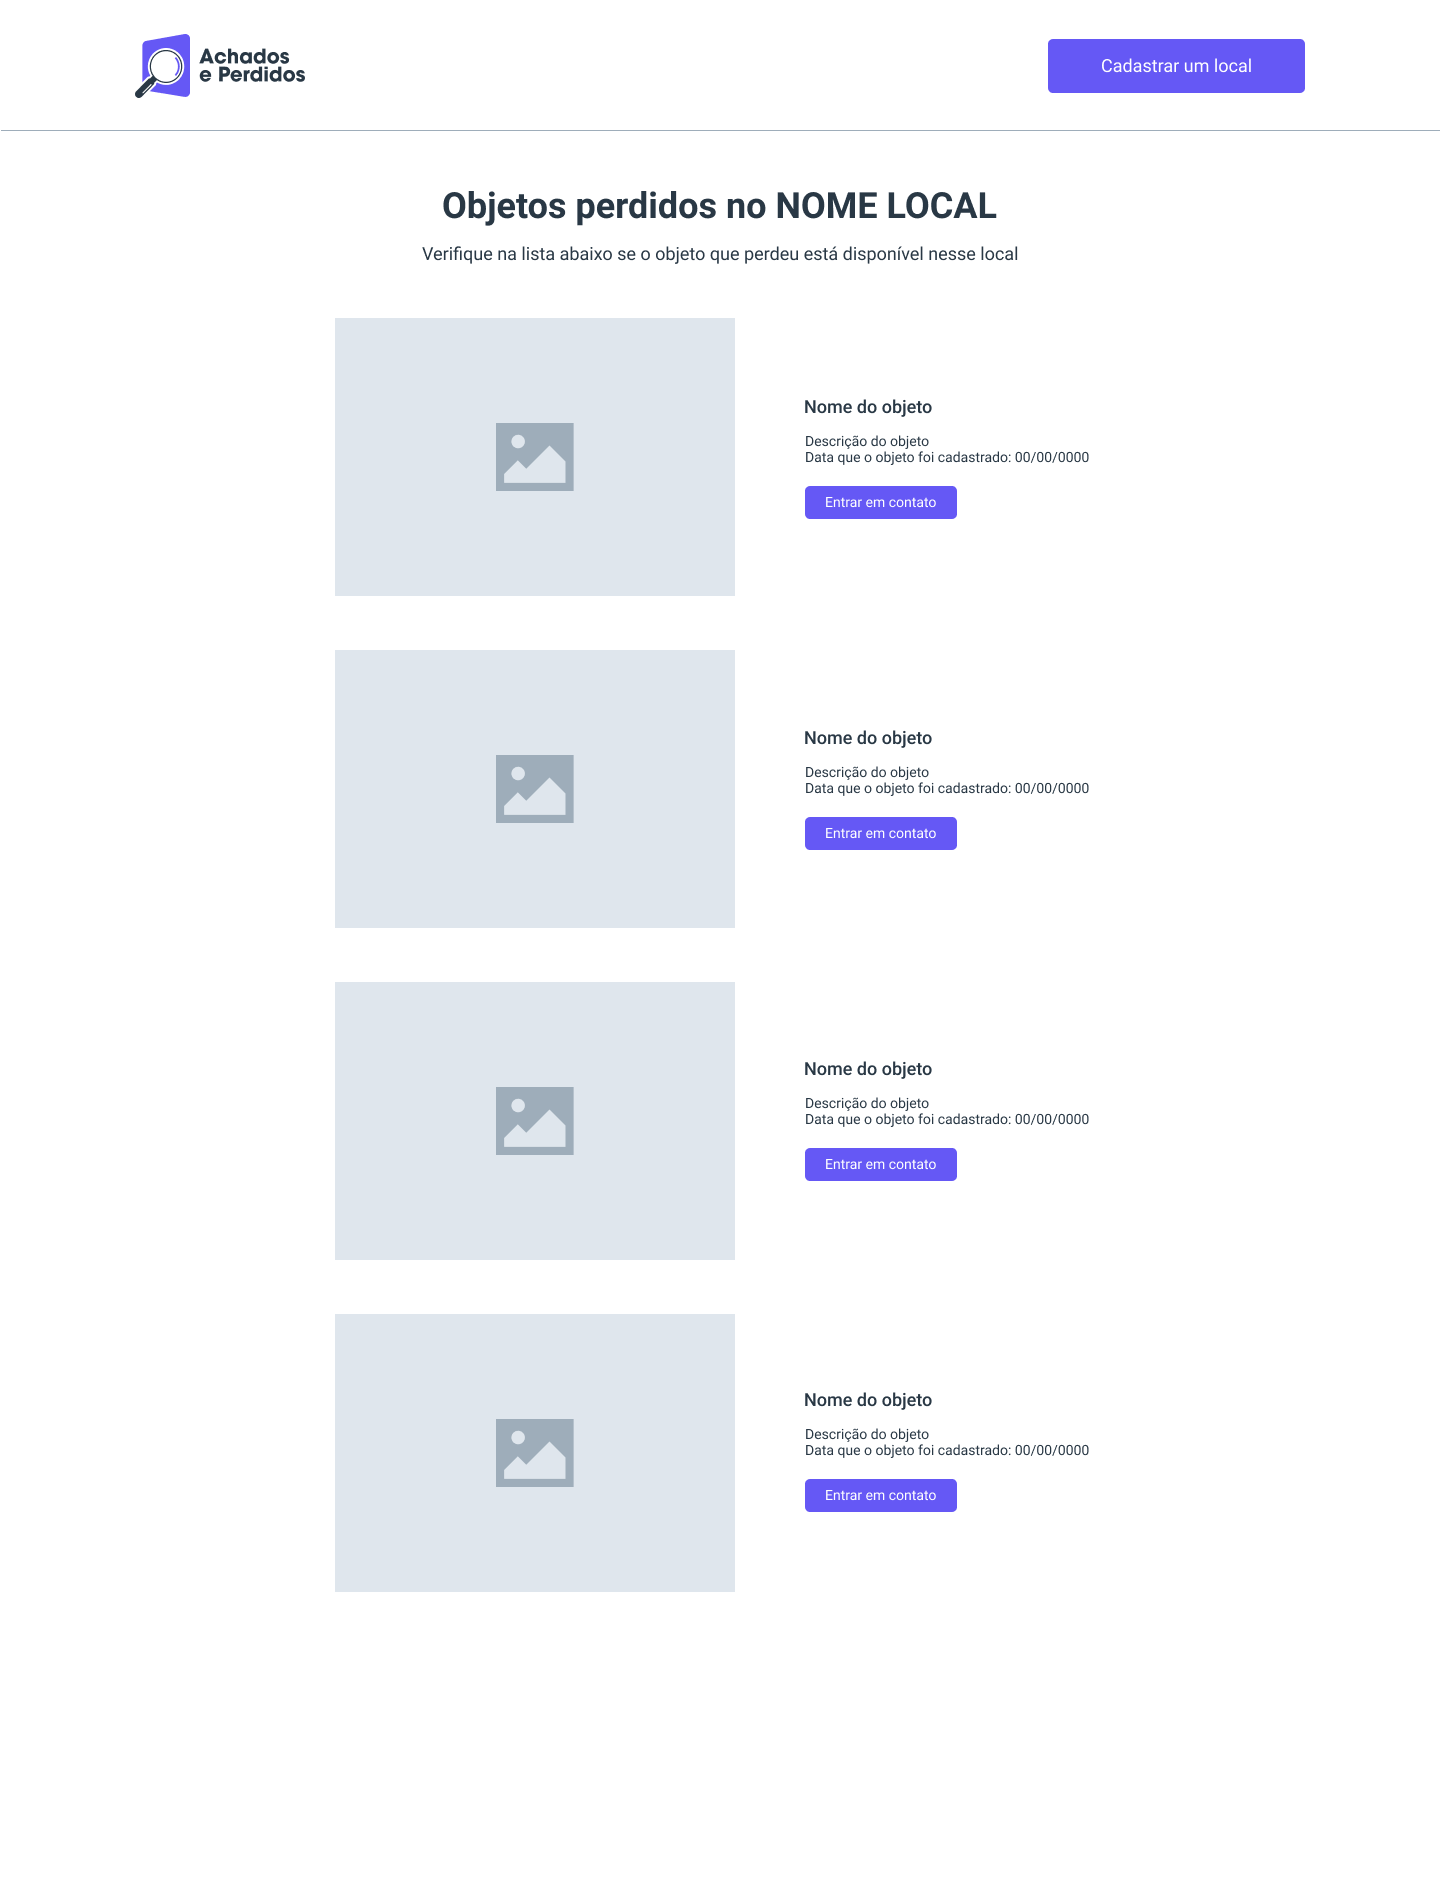 Achados
e Perdidos
Cadastrar um local
Objetos perdidos no NOME LOCAL
Verifique na lista abaixo se o objeto que perdeu está disponível nesse local
Nome do objeto
Descrição do objeto
Data que o objeto foi cadastrado: 00/00/0000
Entrar em contato
Nome do objeto
Descrição do objeto
Data que o objeto foi cadastrado: 00/00/0000
Entrar em contato
Nome do objeto
Descrição do objeto
Data que o objeto foi cadastrado: 00/00/0000
Entrar em contato
Nome do objeto
Descrição do objeto
Data que o objeto foi cadastrado: 00/00/0000
Entrar em contato